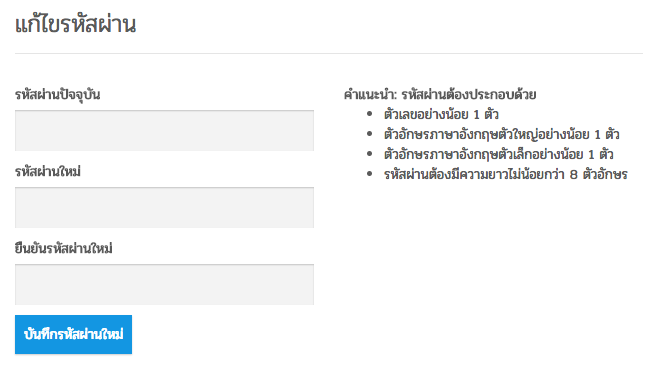 แก้ไขรหัสผ่าน
รหัสผ่านปัจจุบัน
รหัสผ่านใหม่
ยืนยันรหัสผ่านใหม่
บันทึกรหัสผ่านใหม่
คำแนะนำ: รหัสผ่านต้องประกอบด้วย
• ตัวเลขอย่างน้อย 1 ตัว
• ตัวอักษรภาษาอังกฤษตัวใหญ่อย่างน้อย 1 ตัว
• ตัวอักษรภาษาอังกฤษตัวเล็กอย่างน้อย 1 ตัว
• รหัสผ่านต้องมีความยาวไม่น้อยกว่า 8 ตัวอักษร